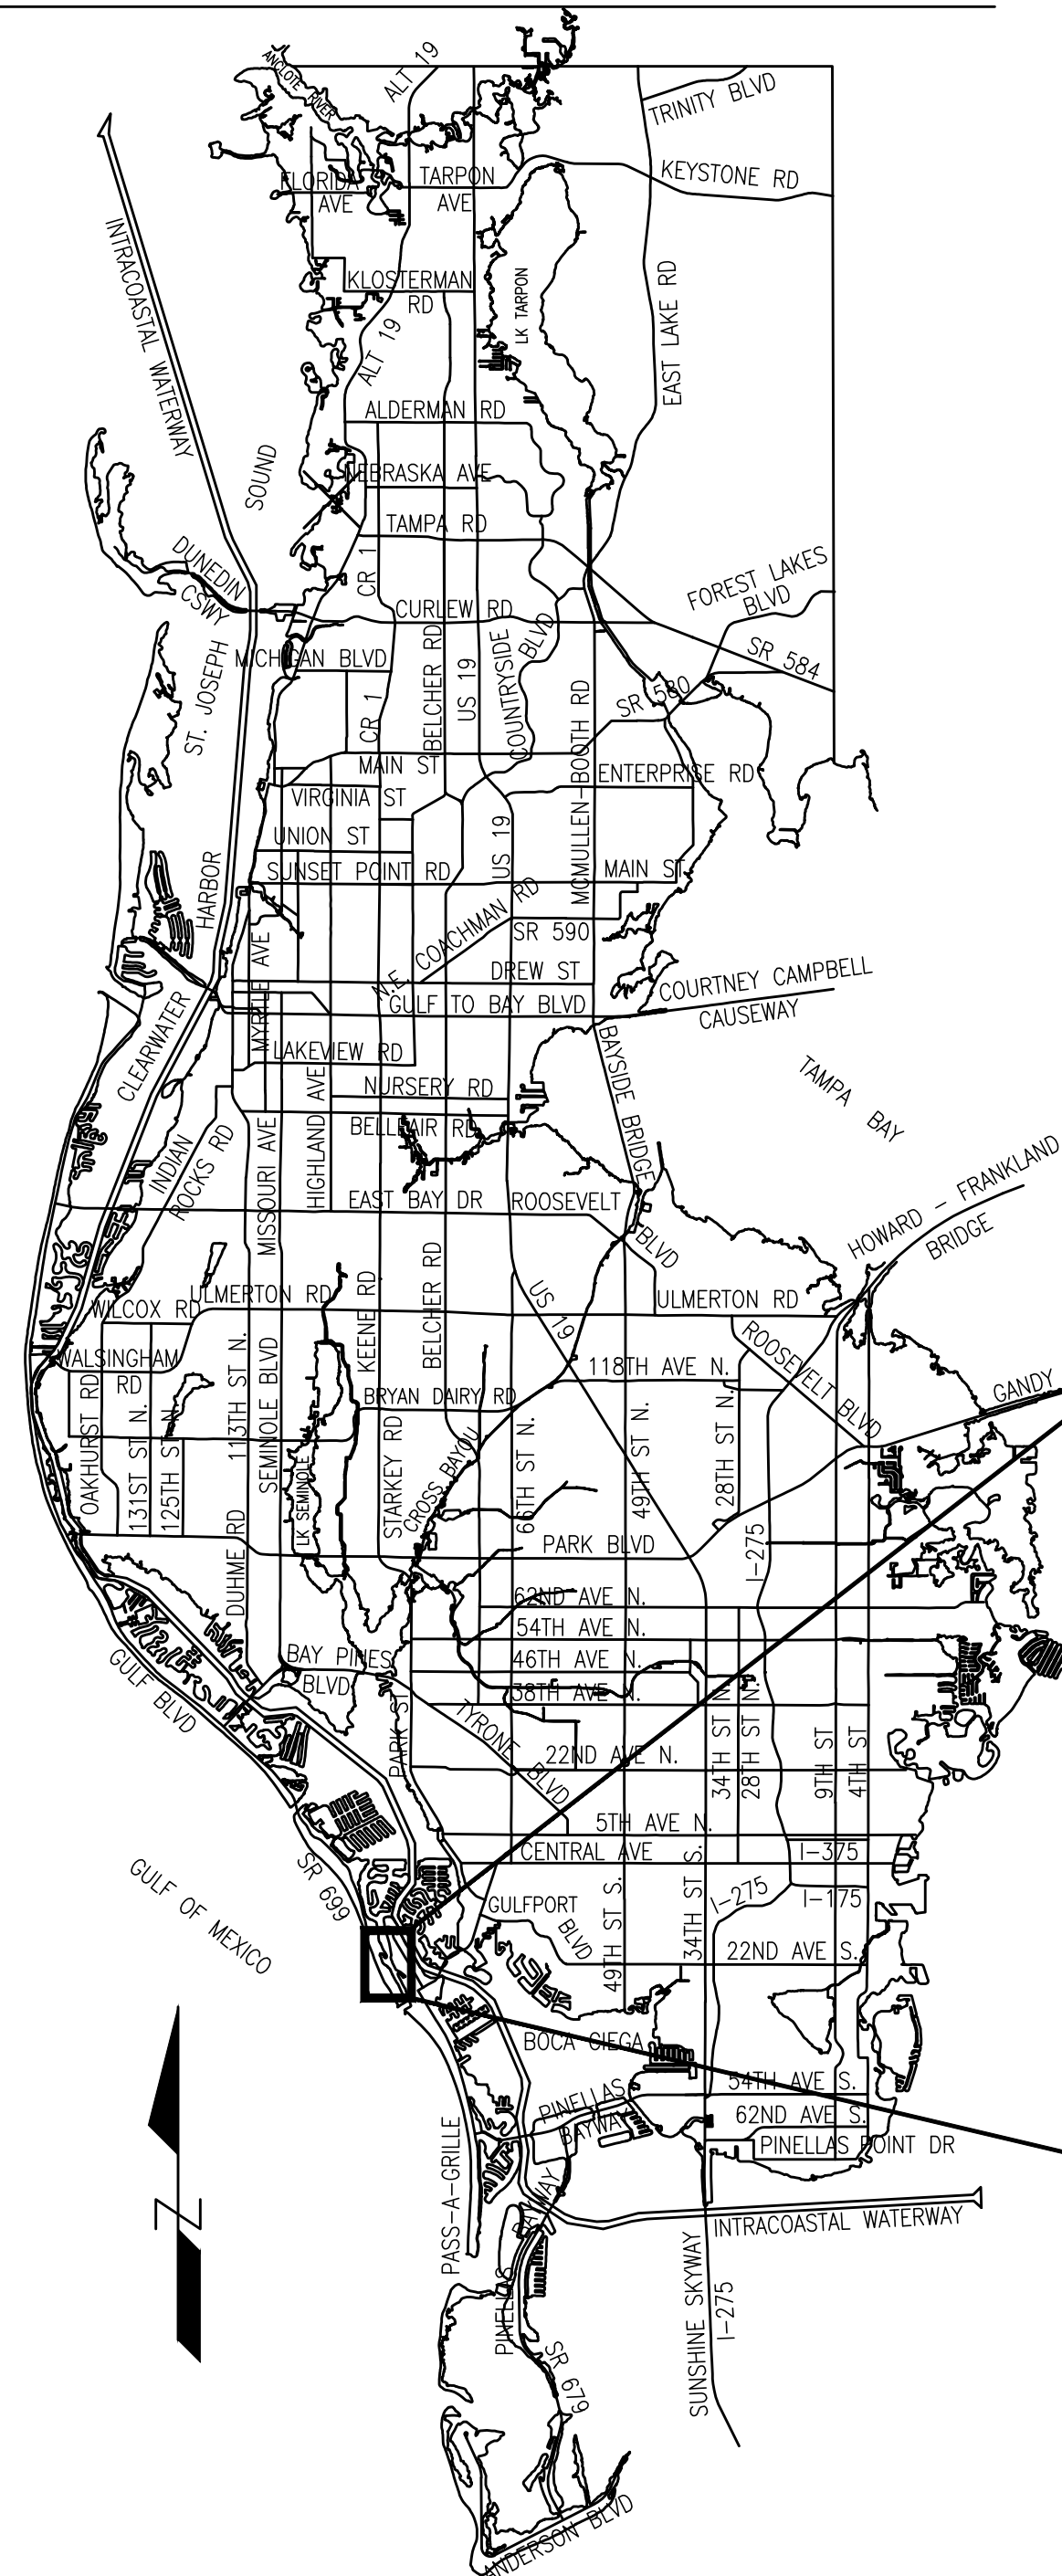 ANCLOTE RIVER
ALT 19
TRINITY BLVD
KEYSTONE RD
FLORIDA
AVE
TARPON
AVE
INTRACOASTAL WATERWAY
KLOSTERMAN
RD
LK TARPON
EAST LAKE RD
ALT 19
ALDERMAN RD
SOUND
NEBRASKA AVE
TAMPA RD
DUNEDIN
CSWY
CR 1
FOREST LAKES
BLVD
CURLEW RD
ST. JOSEPH
MICHIGAN BLVD
BELCHER RD
US 19
COUNTRYSIDE
BLVD
SR 584
SR 580
CR 1
MCMULLEN-BOOTH RD
MAIN ST
ENTERPRISE RD
VIRGINIA ST
UNION ST
US 19
SUNSET POINT RD
MAIN ST
HARBOR
N.E. COACHMAN RD
SR 590
MYRTLE AVE
DREW ST
COURTNEY CAMPBELL
CAUSEWAY
GULF TO BAY BLVD
CLEARWATER
LAKEVIEW RD
BAYSIDE BRIDGE
TAMPA BAY
NURSERY RD
HIGHLAND AVE
BELLEAIR RD
INDIAN
ROCKS RD
MISSOURI AVE
EAST BAY DR
ROOSEVELT
BLVD
HOWARD - FRANKLAND
BRIDGE
ULMERTON RD
WILCOX RD
KEENE RD
BELCHER RD
US 19
ULMERTON RD
WALSINGHAM
RD
ROOSEVELT BLVD
118TH AVE N.
GANDY
BRYAN DAIRY RD
OAKHURST RD
131ST ST N.
125TH ST N.
113TH ST N.
SEMINOLE BLVD
LK SEMINOLE
STARKEY RD
CROSS BAYOU
66TH ST N.
49TH ST N.
28TH ST N.
PARK BLVD
I-275
DUHME RD
62ND AVE N.
54TH AVE N.
46TH AVE N.
38TH AVE N.
BAY PINES
BLVD
GULF BLVD
PARK ST
TYRONE BLVD
22ND AVE N.
34TH ST N.
28TH ST N.
9TH ST
4TH ST
5TH AVE N.
CENTRAL AVE
I-375
GULF OF MEXICO
SR 699
GULFPORT
BLVD
49TH ST S.
34TH ST S.
I-275
I-175
22ND AVE S.
BOCA CIEGA
54TH AVE S.
PINELLAS
BAYWAY
62ND AVE S.
PINELLAS POINT DR
PASS-A-GRILLE
N
INTRACOASTAL WATERWAY
PINELLAS
BAYWAY
SUNSHINE SKYWAY
I-275
SR 679
ANDERSON BLVD